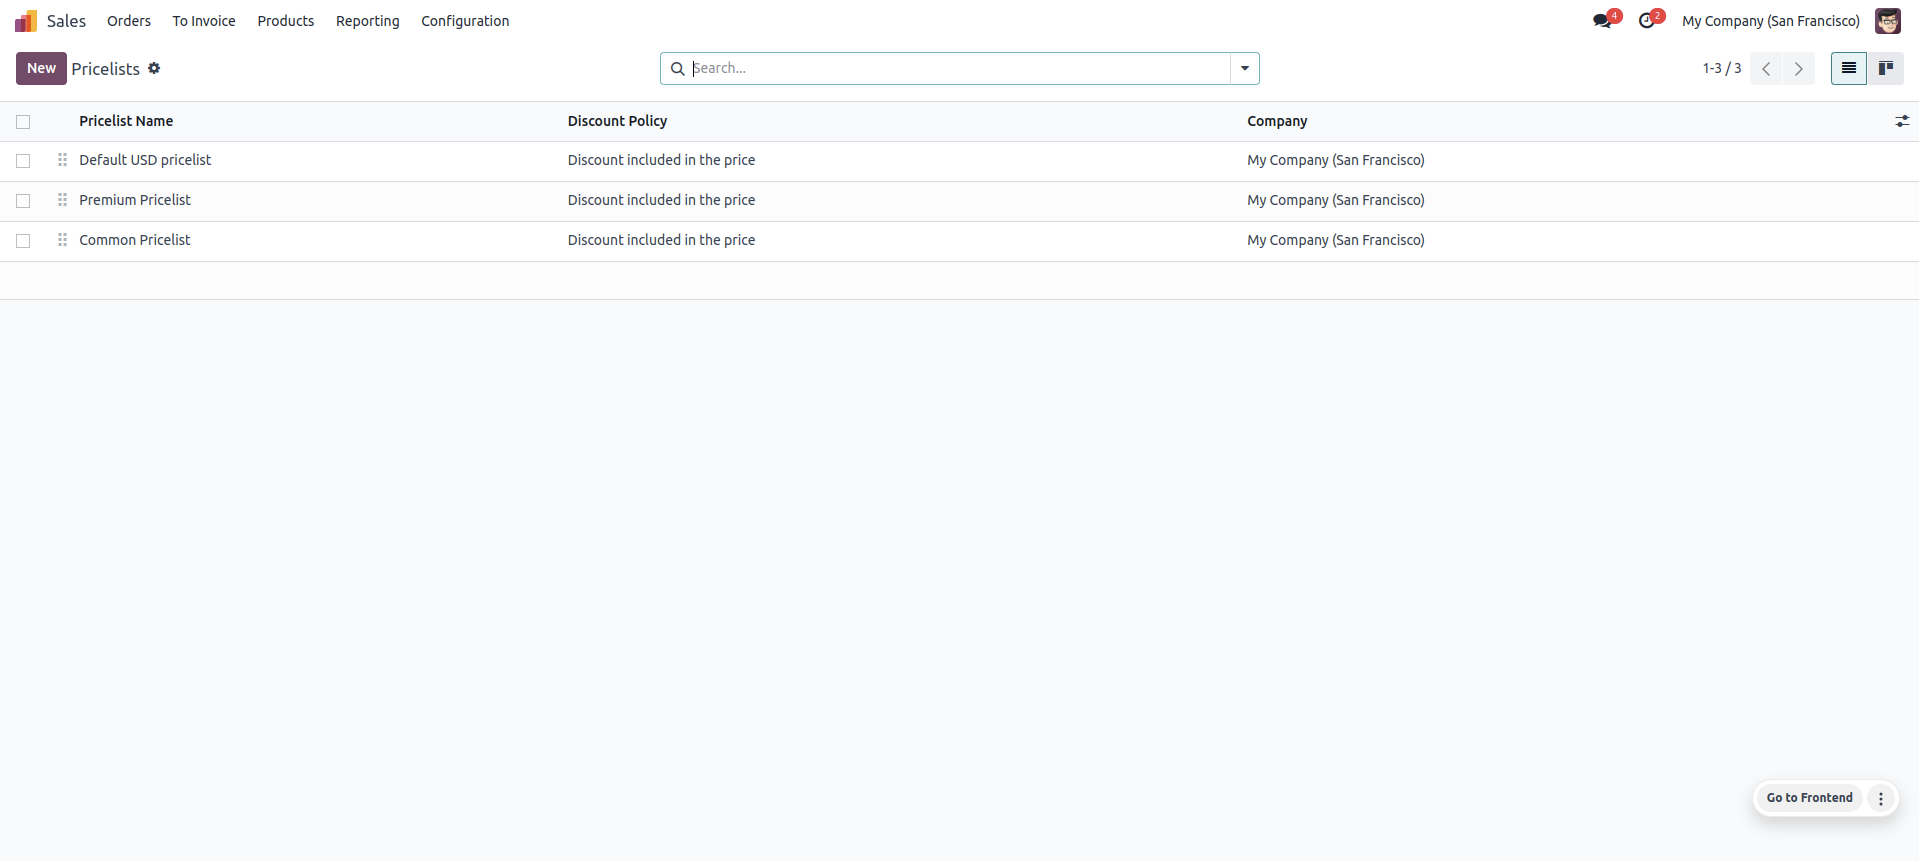 Sales Orders To Invoice Products Reporting Configuration 4 2 My Company (San Francisco)
New Pricelists Search... 1-3 / 3
Pricelist Name Discount Policy Company
Default USD pricelist Discount included in the price My Company (San Francisco)
Premium Pricelist Discount included in the price My Company (San Francisco)
Common Pricelist Discount included in the price My Company (San Francisco)
Go to Frontend